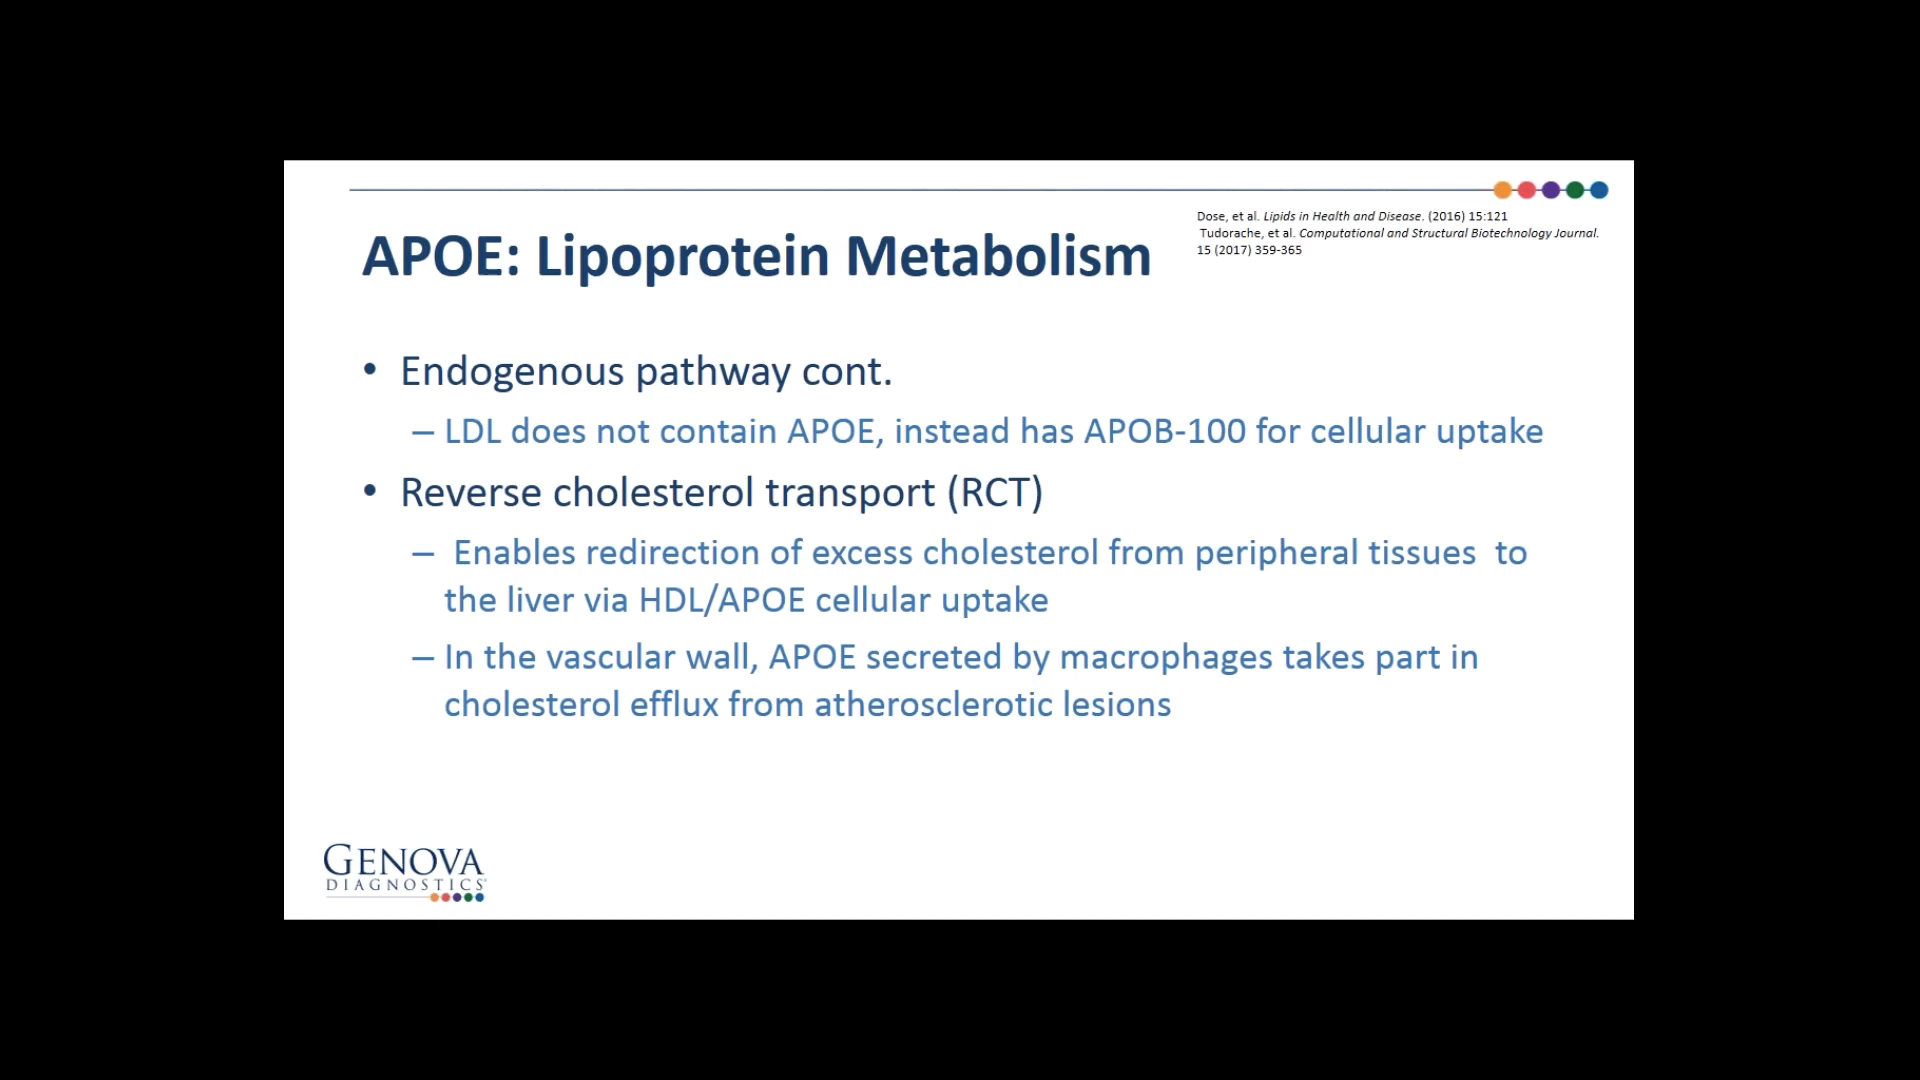 Dose, et al. Lipids in Health and Disease. (2016) 15:121
Tudorache, et al. Computational and Structural Biotechnology Journal.
15 (2017) 359-365
APOE: Lipoprotein Metabolism
• Endogenous pathway cont.
– LDL does not contain APOE, instead has APOB-100 for cellular uptake
• Reverse cholesterol transport (RCT)
– Enables redirection of excess cholesterol from peripheral tissues to
the liver via HDL/APOE cellular uptake
– In the vascular wall, APOE secreted by macrophages takes part in
cholesterol efflux from atherosclerotic lesions
GENOVA
DIAGNOSTICS